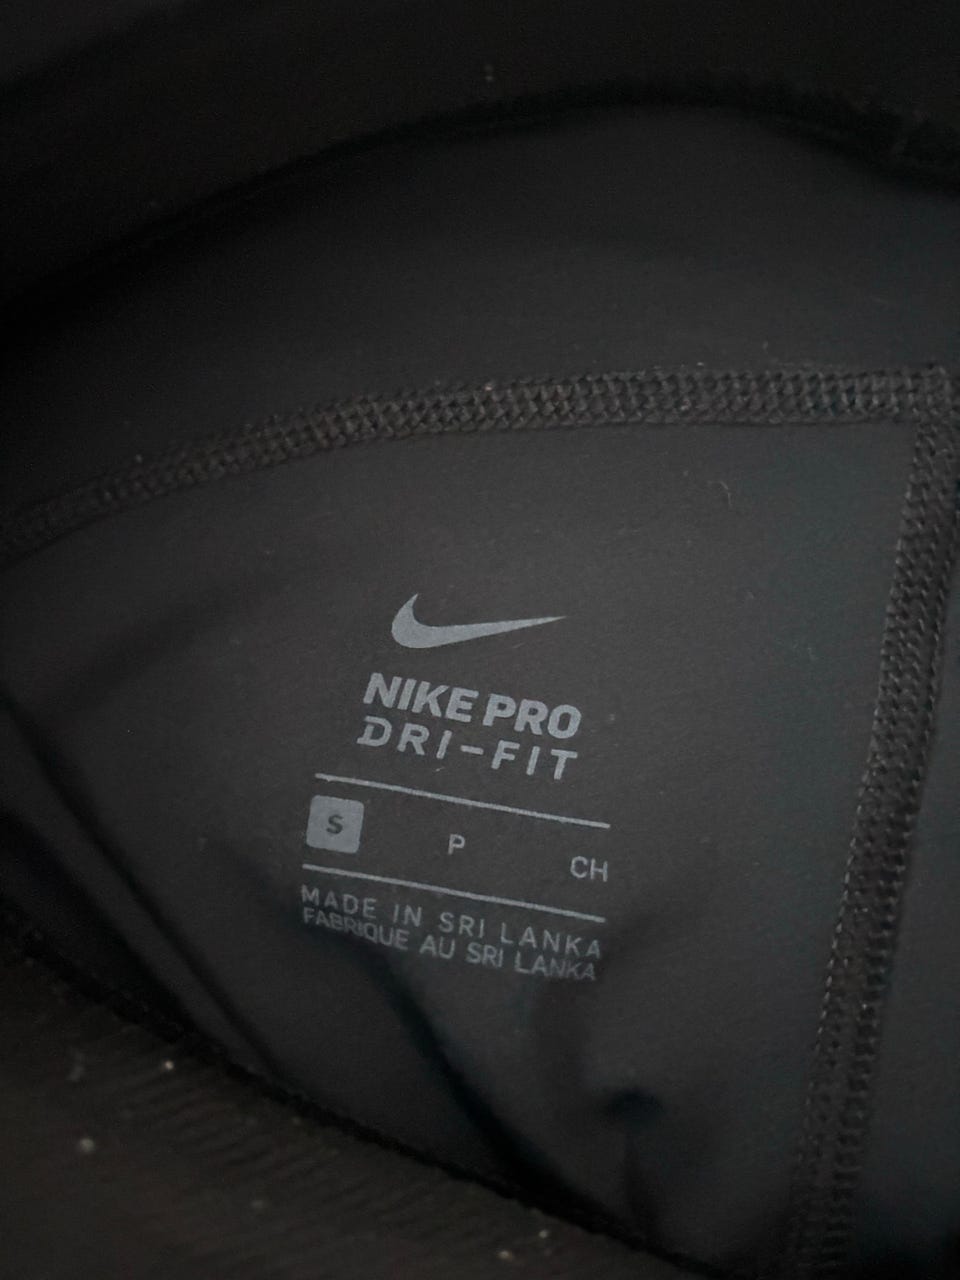 NIKE PRO
DRI-FIT
S P CH
MADE IN SRI LANKA
FABRIQUE AU SRI LANKA